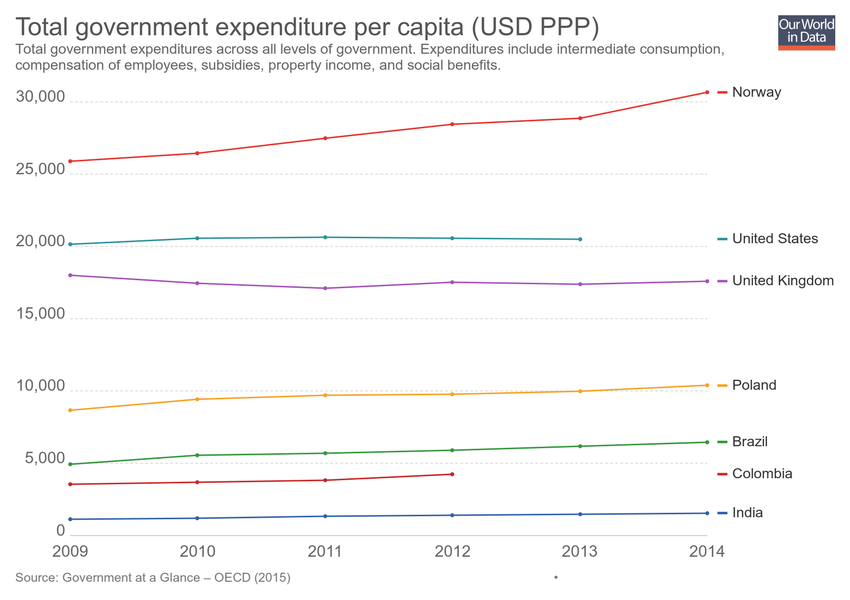 Total government expenditure per capita (USD PPP)
Our World
in Data
Total government expenditures across all levels of government. Expenditures include intermediate consumption,
compensation of employees, subsidies, property income, and social benefits.
30,000
Norway
25,000
20,000
United States
United Kingdom
15,000
10,000
Poland
Brazil
5,000
Colombia
India
0
2009 2010 2011 2012 2013 2014
Source: Government at a Glance – OECD (2015)